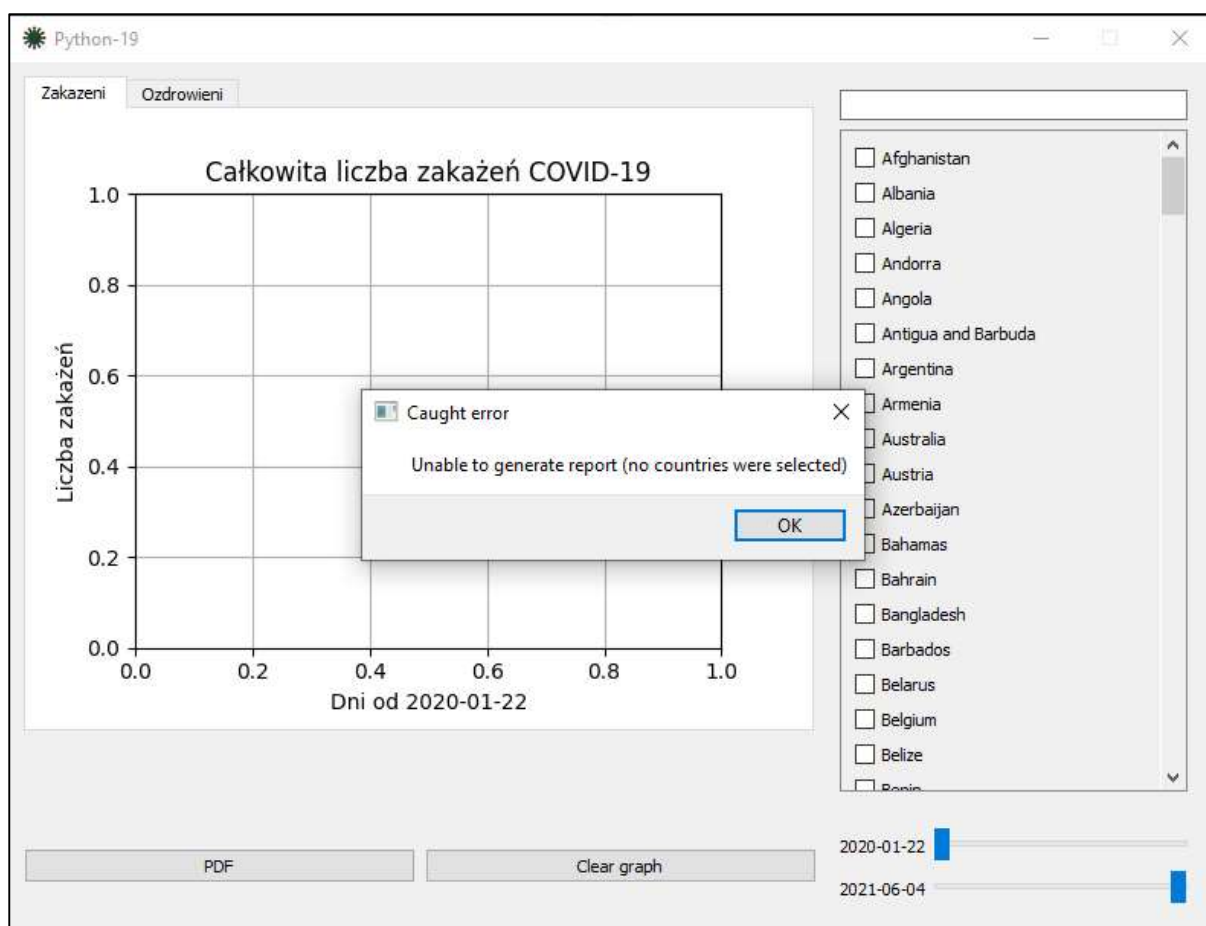 Python-19
Zakazeni
Ozdrowieni
Całkowita liczba zakażeń COVID-19
1.0
0.8
0.6
0.4
0.2
0.0
Liczba zakażeń
0.0 0.2 0.4 0.6 0.8 1.0
Dni od 2020-01-22
Caught error
Unable to generate report (no countries were selected)
OK
Afghanistan
Albania
Algeria
Andorra
Angola
Antigua and Barbuda
Argentina
Armenia
Australia
Austria
Azerbaijan
Bahamas
Bahrain
Bangladesh
Barbados
Belarus
Belgium
Belize
Benin
PDF
Clear graph
2020-01-22
2021-06-04